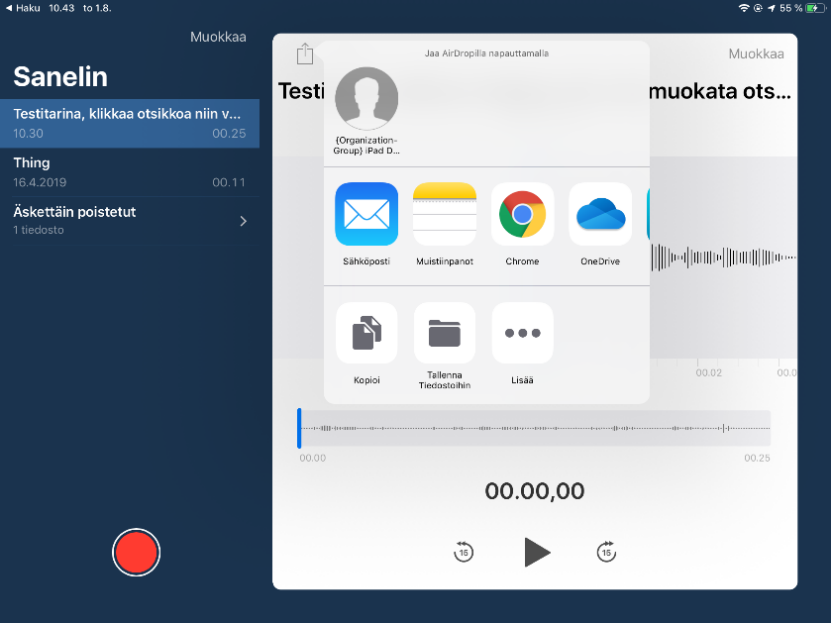 ◀ Haku 10.43 to 1.8. 55 %
Muokkaa
Sanelin
Testitarina, klikkaa otsikkoa niin v...
10.30 00.25
Thing
16.4.2019 00.11
Äskettäin poistetut
1 tiedosto
Muokkaa
Testi muokata ots...
Jaa AirDropilla napauttamalla
{Organization-
Group} iPad D...
Sähköposti Muistiinpanot Chrome OneDrive
Kopioi Tallenna Tiedostoihin Lisää
00.02 00.0
00.00 00.25
00.00,00
15 15